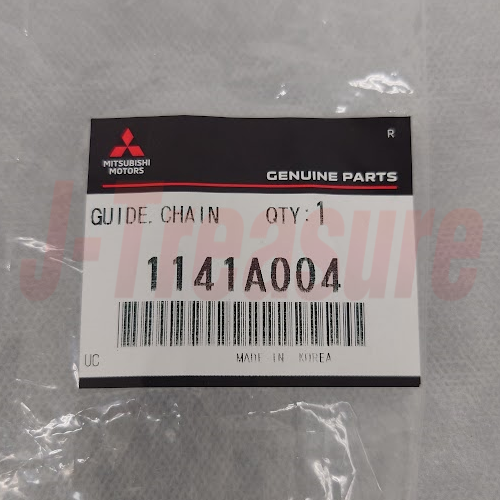 R
MITSUBISHI
MOTORS
GENUINE PARTS
GUIDE, CHAIN QTY:1
1141A004
UC
MADE IN KOREA
J-Treasure